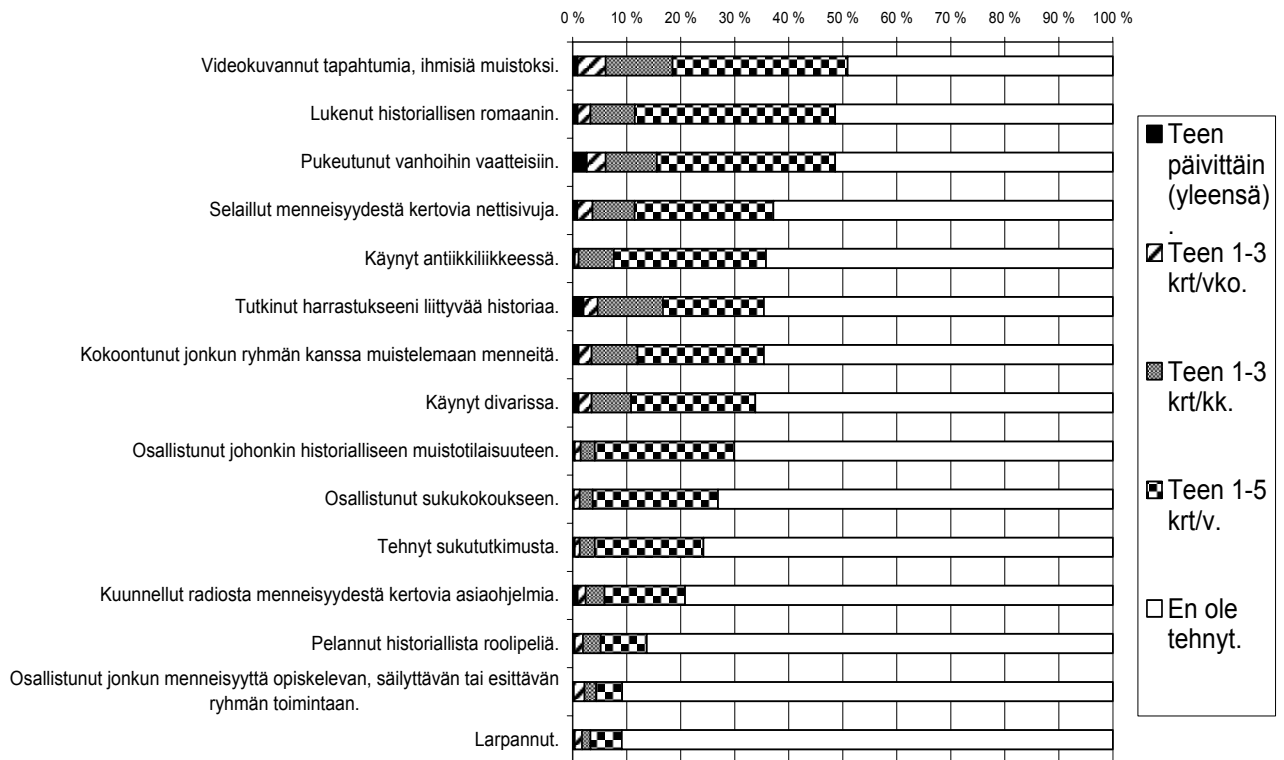 0 % 10 % 20 % 30 % 40 % 50 % 60 % 70 % 80 % 90 % 100 %
Videokuvannut tapahtumia, ihmisiä muistoksi.
Lukenut historiallisen romaanin.
Pukeutunut vanhoihin vaatteisiin.
Selaillut menneisyydestä kertovia nettisivuja.
Käynyt antiikkiliikkeessä.
Tutkinut harrastukseeni liittyvää historiaa.
Kokoontunut jonkun ryhmän kanssa muistelemaan menneitä.
Käynyt divarissa.
Osallistunut johonkin historialliseen muistotilaisuuteen.
Osallistunut sukukokoukseen.
Tehnyt sukututkimusta.
Kuunnellut radiosta menneisyydestä kertovia asiaohjelmia.
Pelannut historiallista roolipeliä.
Osallistunut jonkun menneisyyttä opiskelevan, säilyttävän tai esittävän
ryhmän toimintaan.
Larpannut.
Teen
päivittäin
(yleensä)
.
Teen 1-3
krt/vko.
Teen 1-3
krt/kk.
Teen 1-5
krt/v.
En ole
tehnyt.